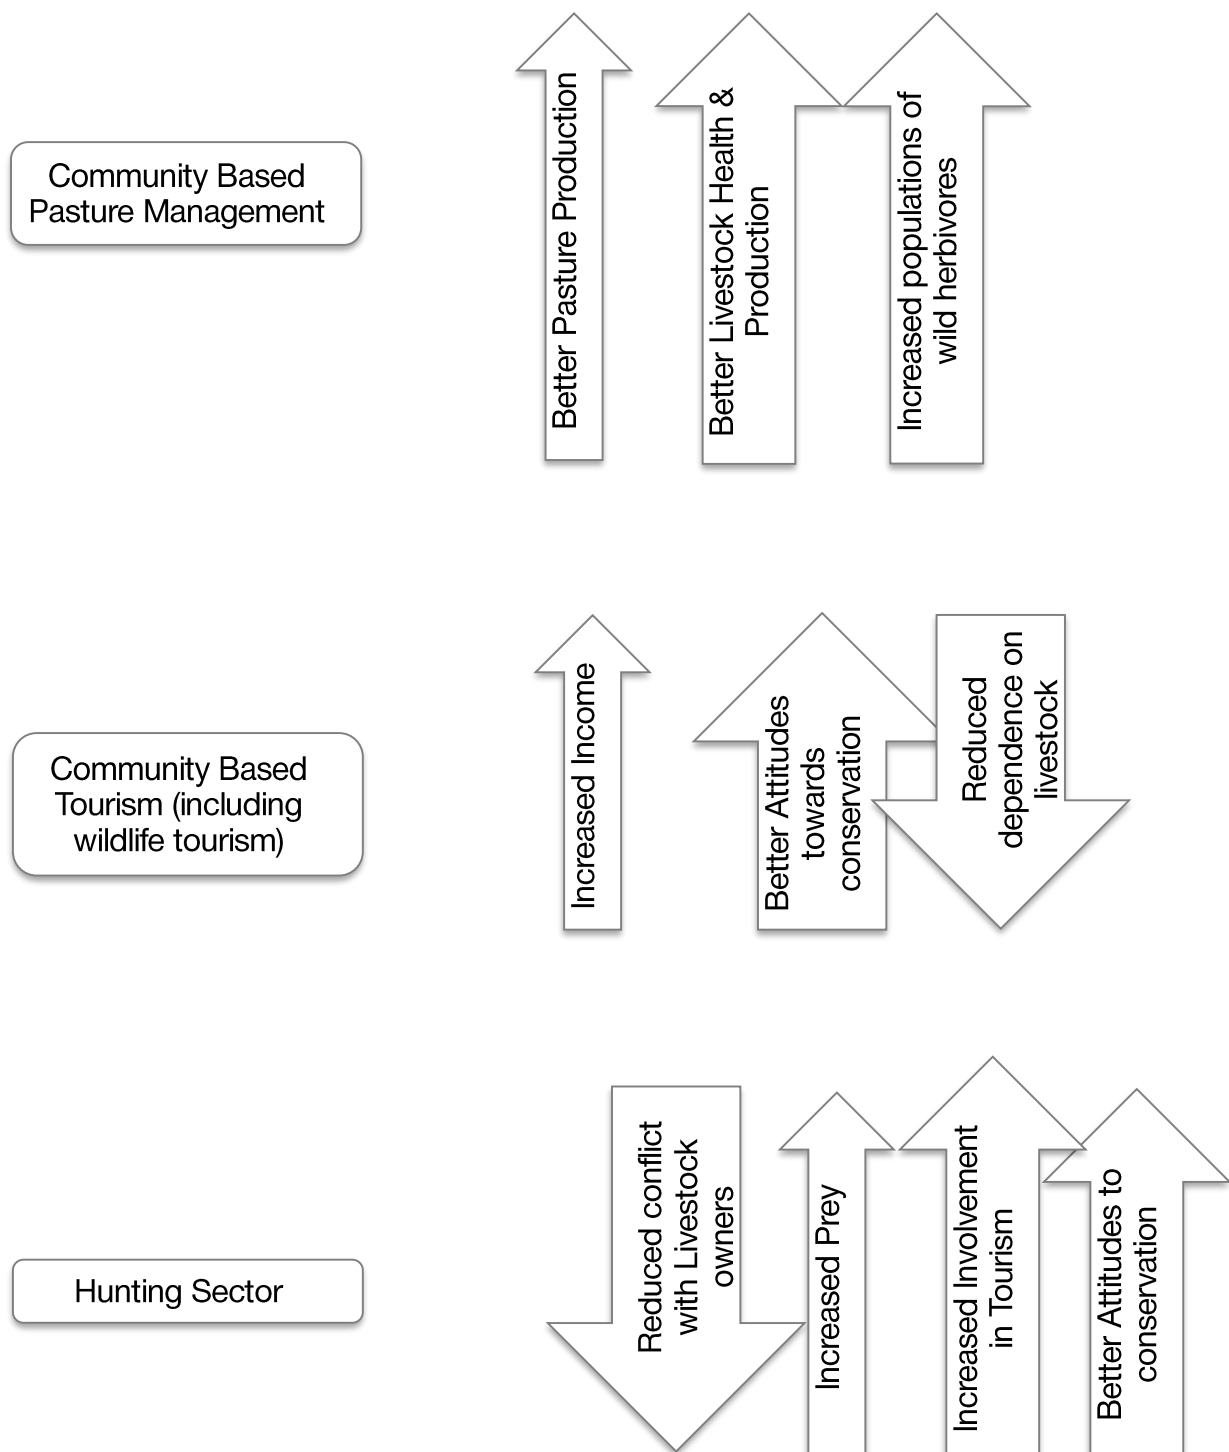 Community Based
Pasture Management
Better Pasture Production
Better Livestock Health &
Production
Increased populations of
wild herbivores
Community Based
Tourism (including
wildlife tourism)
Increased Income
Better Attitudes
towards
conservation
Reduced
dependence on
livestock
Hunting Sector
Reduced conflict
with Livestock
owners
Increased Prey
Increased Involvement
in Tourism
Better Attitudes to
conservation